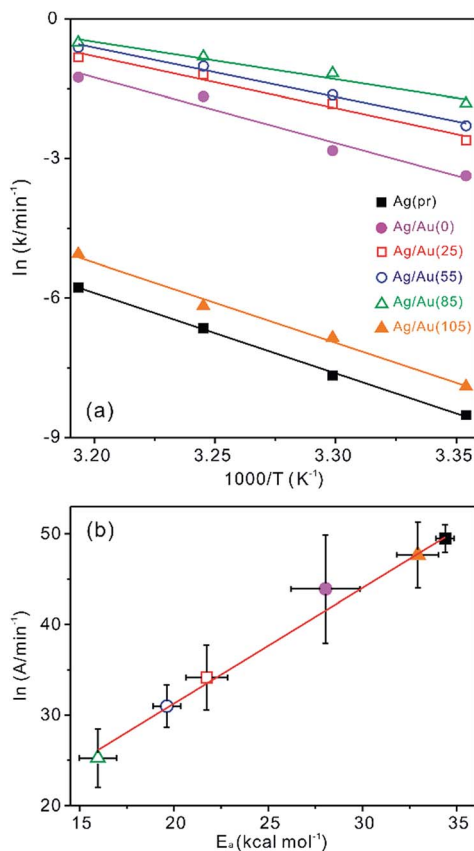 0
-3
-6
-9
ln (k/min⁻¹)
Ag(pr)
Ag/Au(0)
Ag/Au(25)
Ag/Au(55)
Ag/Au(85)
Ag/Au(105)
(a)
3.20 3.25 3.30 3.35
1000/T (K⁻¹)
(b)
50
40
30
20
ln (A/min⁻¹)
15 20 25 30 35
Eₐ(kcal mol⁻¹)